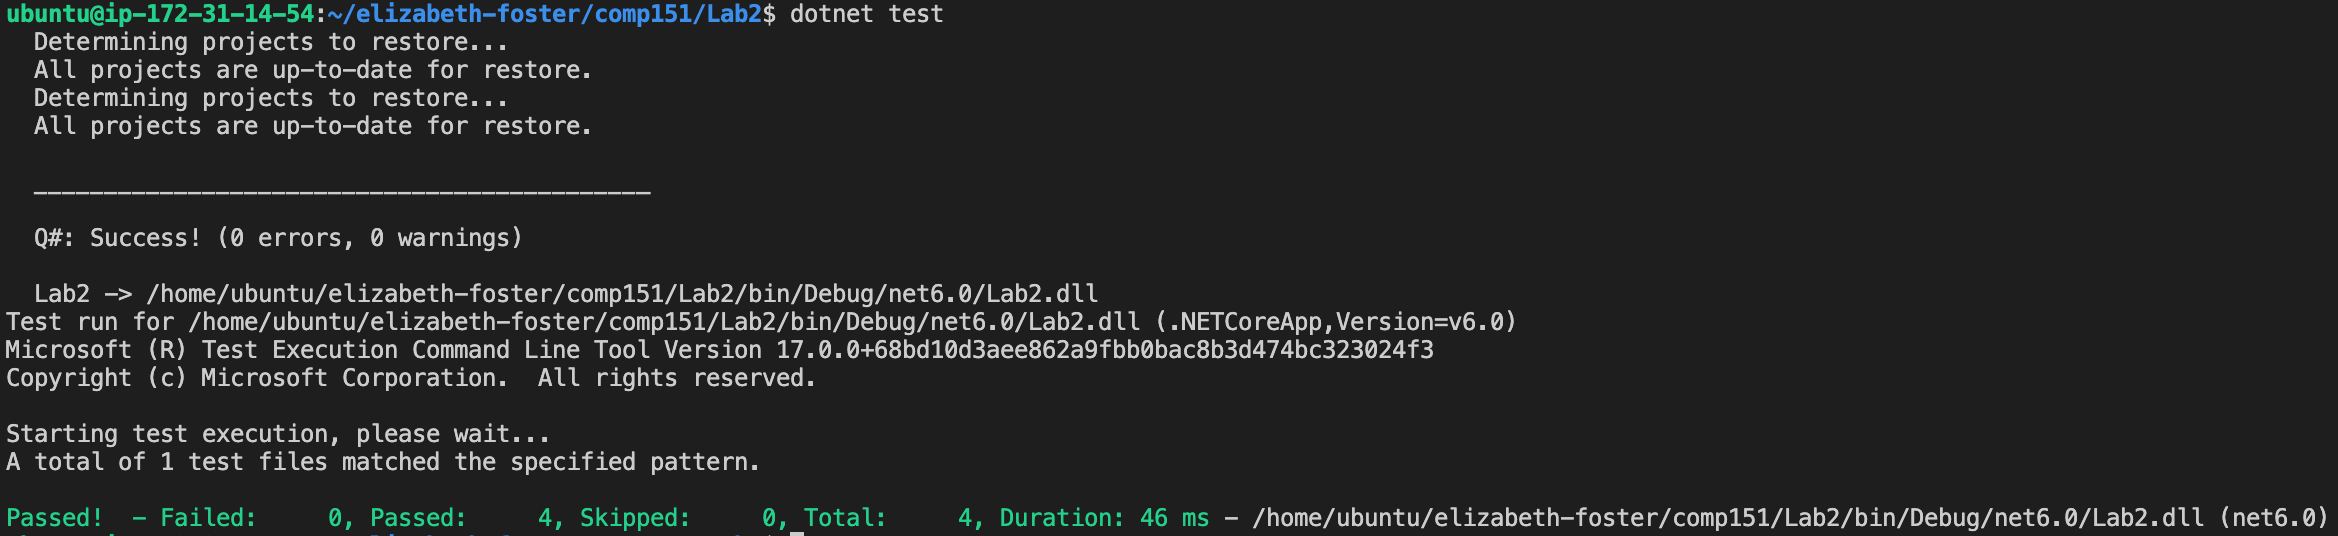 ubuntu@ip-172-31-14-54:~/elizabeth-foster/comp151/Lab2$ dotnet test
Determining projects to restore...
All projects are up-to-date for restore.
Determining projects to restore...
All projects are up-to-date for restore.
____________________________________________
Q#: Success! (0 errors, 0 warnings)
Lab2 -> /home/ubuntu/elizabeth-foster/comp151/Lab2/bin/Debug/net6.0/Lab2.dll
Test run for /home/ubuntu/elizabeth-foster/comp151/Lab2/bin/Debug/net6.0/Lab2.dll (.NETCoreApp,Version=v6.0)
Microsoft (R) Test Execution Command Line Tool Version 17.0.0+68bd10d3aee862a9fbb0bac8b3d474bc323024f3
Copyright (c) Microsoft Corporation.  All rights reserved.
Starting test execution, please wait...
A total of 1 test files matched the specified pattern.
Passed!  - Failed:     0, Passed:     4, Skipped:     0, Total:     4, Duration: 46 ms - /home/ubuntu/elizabeth-foster/comp151/Lab2/bin/Debug/net6.0/Lab2.dll (net6.0)